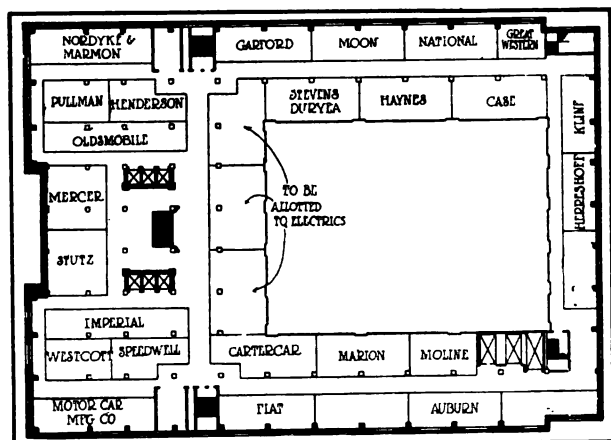 NORDYKE &
MARMON
GARFORD
MOON
NATIONAL
GREAT
WESTERN
PULLMAN
HENDERSON
STEVENS
DURYEA
HAYNES
CASE
KLINE
OLDSMOBILE
MERCER
TO BE
ALLOTTED
TO ELECTRICS
HERRESHOFF
STUTZ
IMPERIAL
WESTCOTT
SPEEDWELL
CARTERCAR
MARION
MOLINE
MOTOR CAR
MFG CO
FIAT
AUBURN